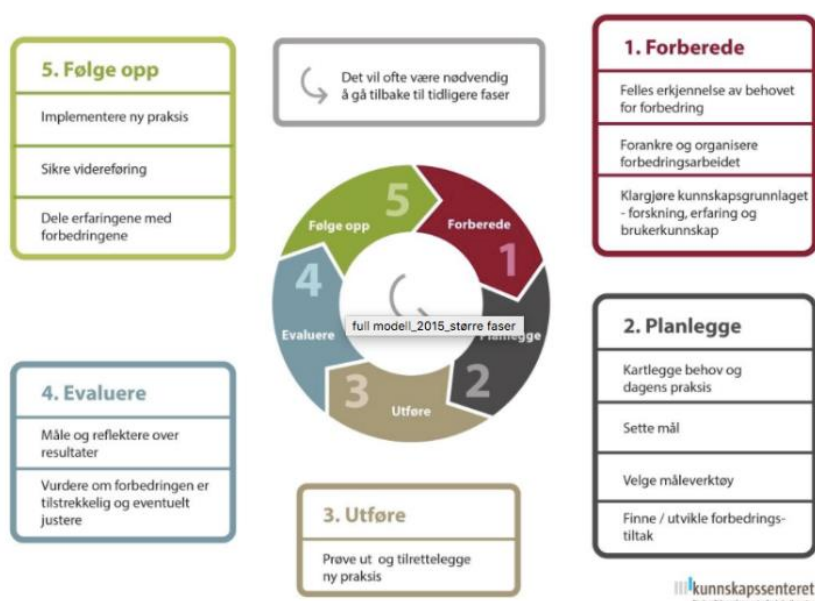 5. Følge opp
Implementere ny praksis
Sikre videreføring
Dele erfaringene med
forbedringene
Det vil ofte være nødvendig
å gå tilbake til tidligere faser
1. Forberede
Felles erkjennelse av behovet
for forbedring
Forankre og organisere
forbedringsarbeidet
Klargjøre kunnskapsgrunnlaget
- forskning, erfaring og
brukerkunnskap
5
Følge opp
Forberede
1
4
Evaluere
full modell_2015_større faser
Planlegge
2
3
Utføre
2. Planlegge
Kartlegge behov og
dagens praksis
Sette mål
Velge måleverktøy
Finne / utvikle forbedrings-
tiltak
4. Evaluere
Måle og reflektere over
resultater
Vurdere om forbedringen er
tilstrekkelig og eventuelt
justere
3. Utføre
Prøve ut og tilrettelegge
ny praksis
kunnskapssenteret